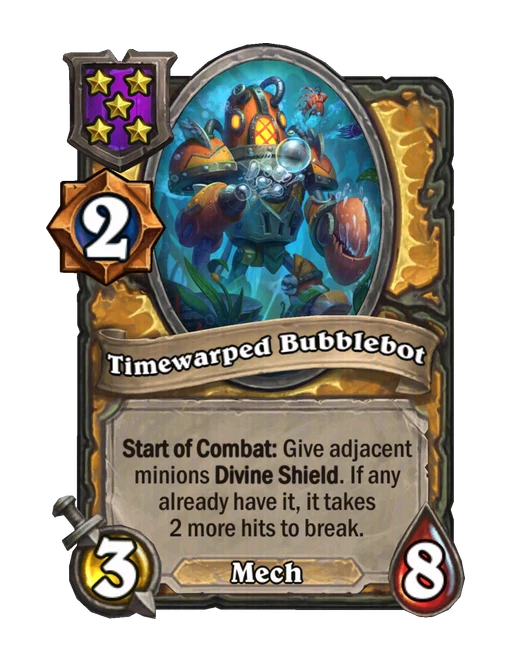 2
Timewarped Bubblebot
Start of Combat: Give adjacent
minions Divine Shield. If any
already have it, it takes
2 more hits to break.
3
Mech
8